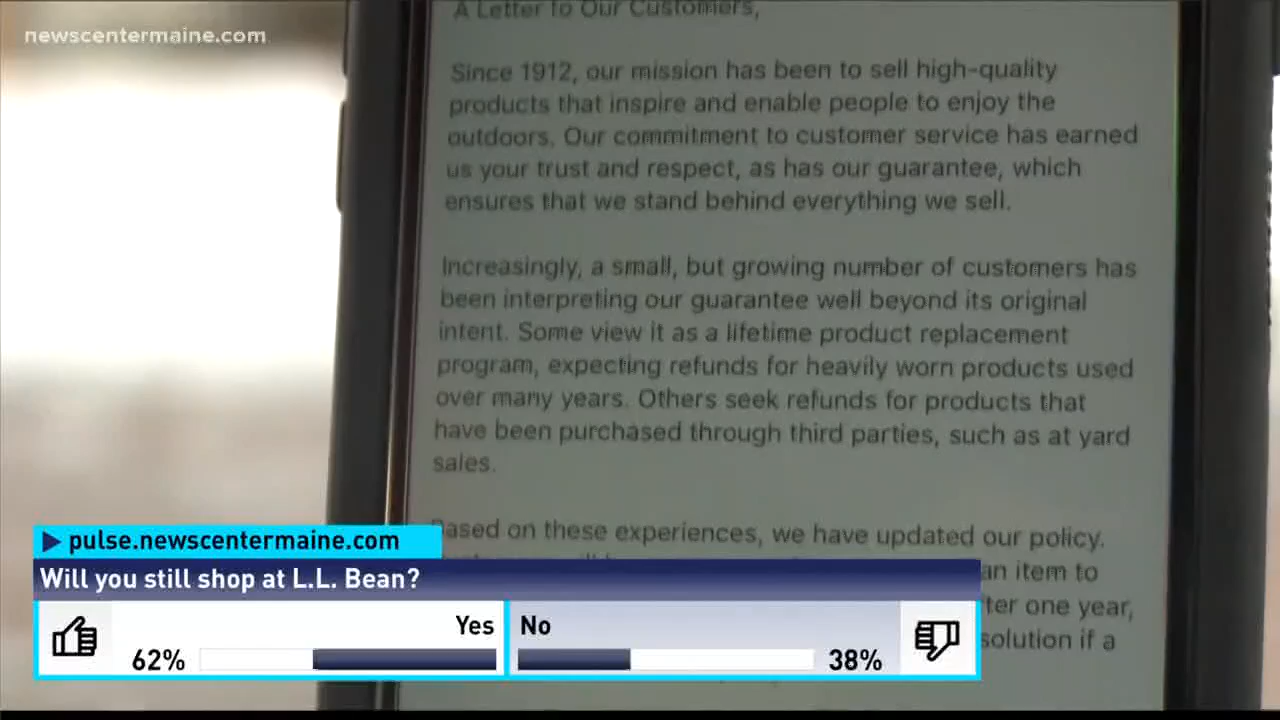 newscentermaine.com
A Letter to Our Customers,
Since 1912, our mission has been to sell high-quality
products that inspire and enable people to enjoy the
outdoors. Our commitment to customer service has earned
us your trust and respect, as has our guarantee, which
ensures that we stand behind everything we sell.
Increasingly, a small, but growing number of customers has
been interpreting our guarantee well beyond its original
intent. Some view it as a lifetime product replacement
program, expecting refunds for heavily worn products used
over many years. Others seek refunds for products that
have been purchased through third parties, such as at yard
sales.
Based on these experiences, we have updated our policy.
an item to
one year,
solution if a
pulse.newscentermaine.com
Will you still shop at L.L. Bean?
Yes
62%
No
38%